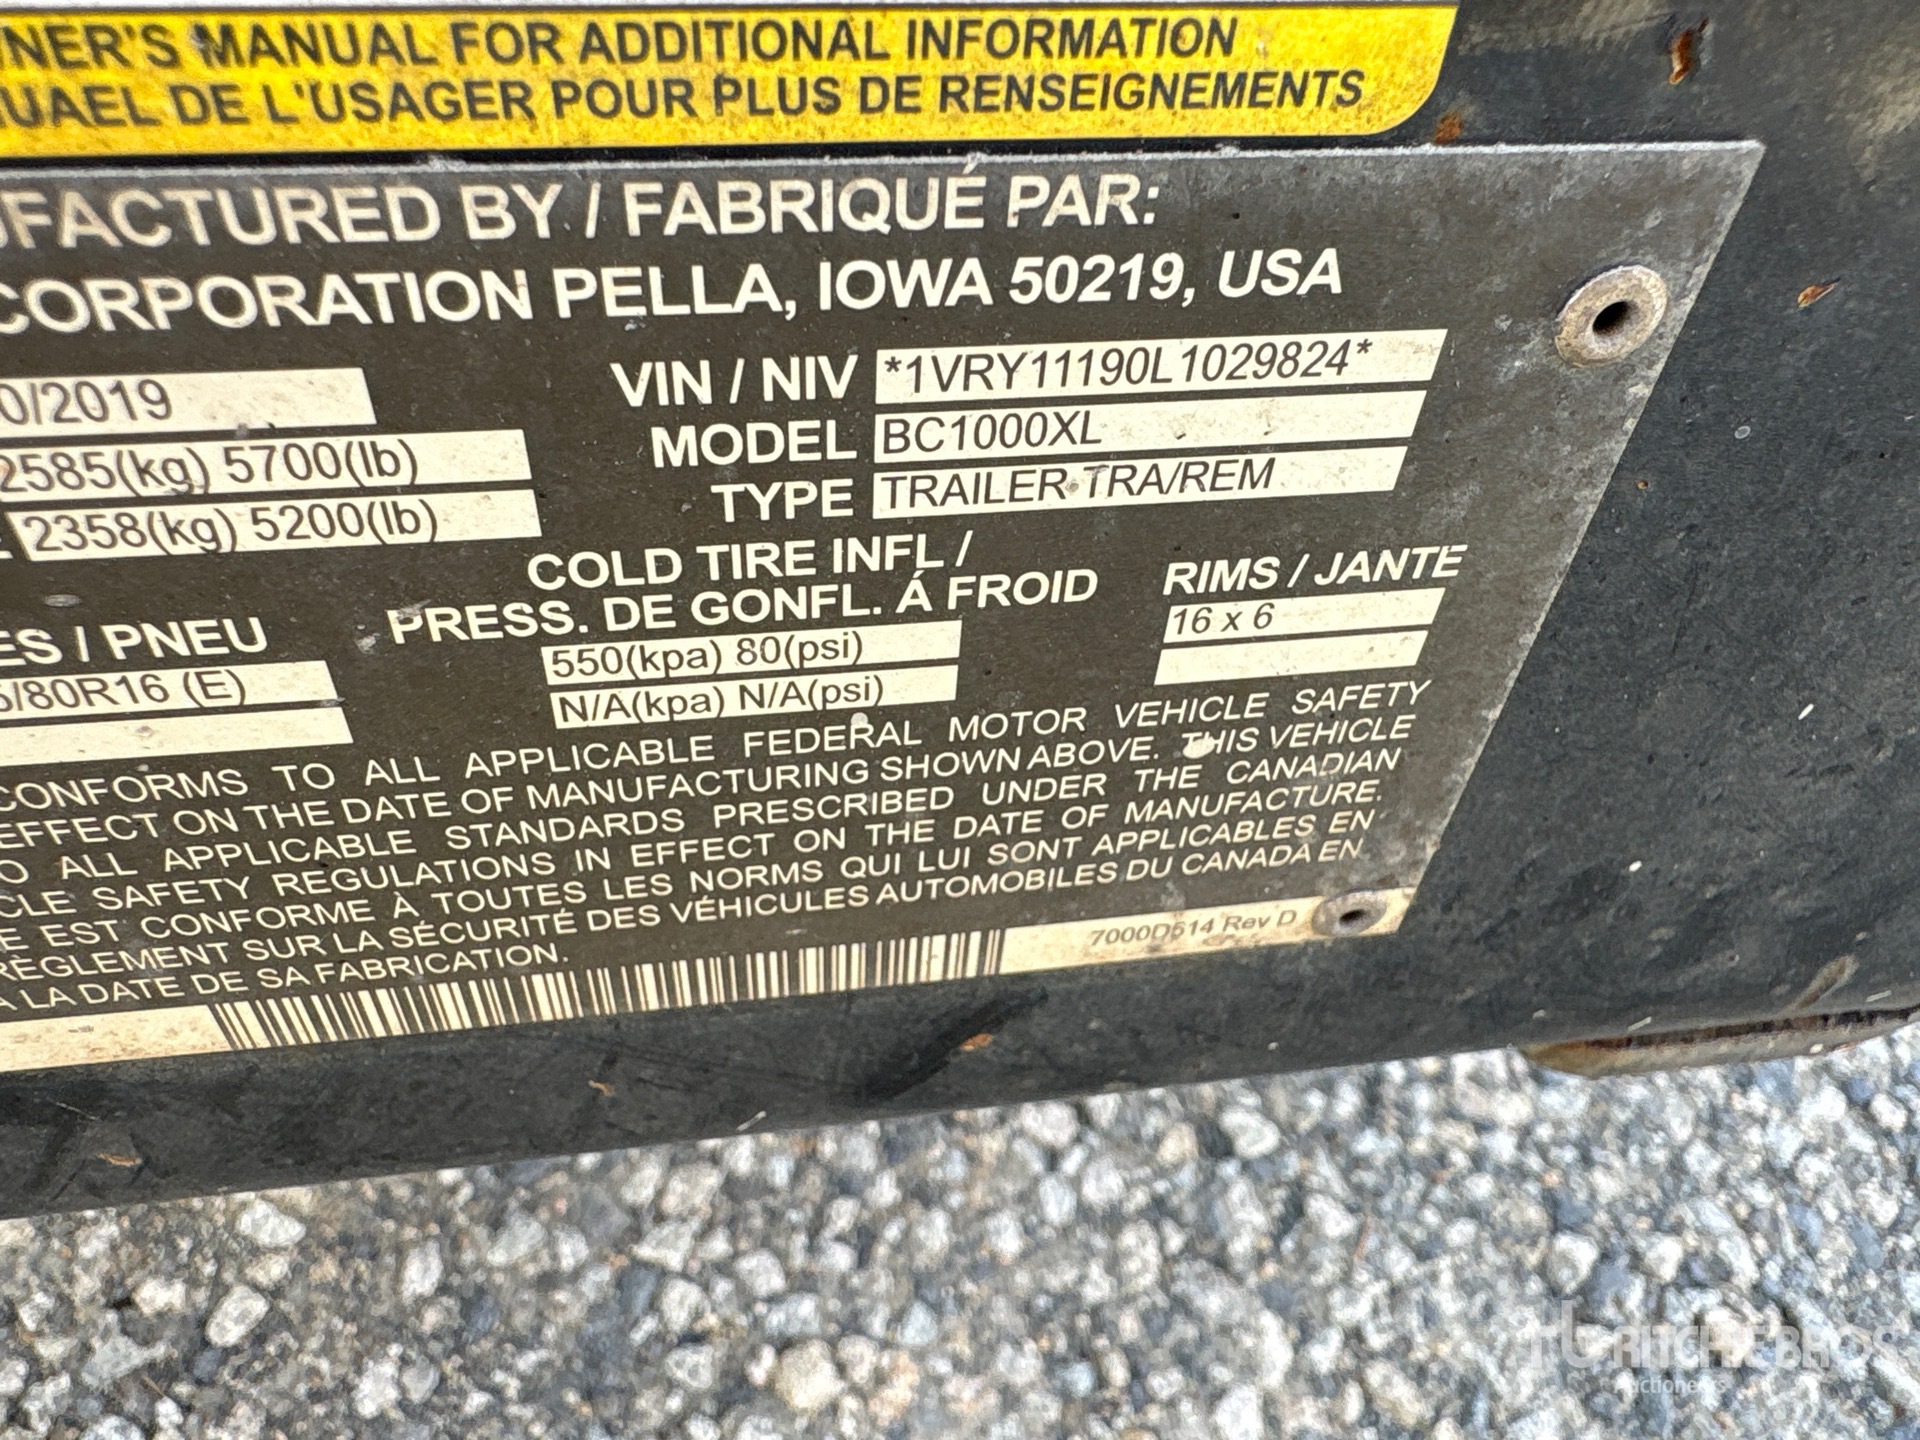 NER'S MANUAL FOR ADDITIONAL INFORMATION
UAEL DE L'USAGER POUR PLUS DE RENSEIGNEMENTS
FACTURED BY / FABRIQUÉ PAR:
CORPORATION PELLA, IOWA 50219, USA
0/2019 VIN / NIV *1VRY11190L1029824*
2585(kg) 5700(lb) MODEL BC1000XL
2358(kg) 5200(lb) TYPE TRAILER TRA/REM
COLD TIRE INFL /
ES / PNEU PRESS. DE GONFL. Á FROID RIMS / JANTE
/80R16 (E) 550(kpa) 80(psi) 16 x 6
N/A(kpa) N/A(psi)
CONFORMS TO ALL APPLICABLE FEDERAL MOTOR VEHICLE SAFETY
EFFECT ON THE DATE OF MANUFACTURING SHOWN ABOVE. THIS VEHICLE
O ALL APPLICABLE STANDARDS PRESCRIBED UNDER THE CANADIAN
CLE SAFETY REGULATIONS IN EFFECT ON THE DATE OF MANUFACTURE.
E EST CONFORME À TOUTES LES NORMS QUI LUI SONT APPLICABLES EN
RÈGLEMENT SUR LA SÉCURITÉ DES VÉHICULES AUTOMOBILES DU CANADA EN
À LA DATE DE SA FABRICATION.
7000D514 Rev D
RITCHIE BROS
Auctioneers